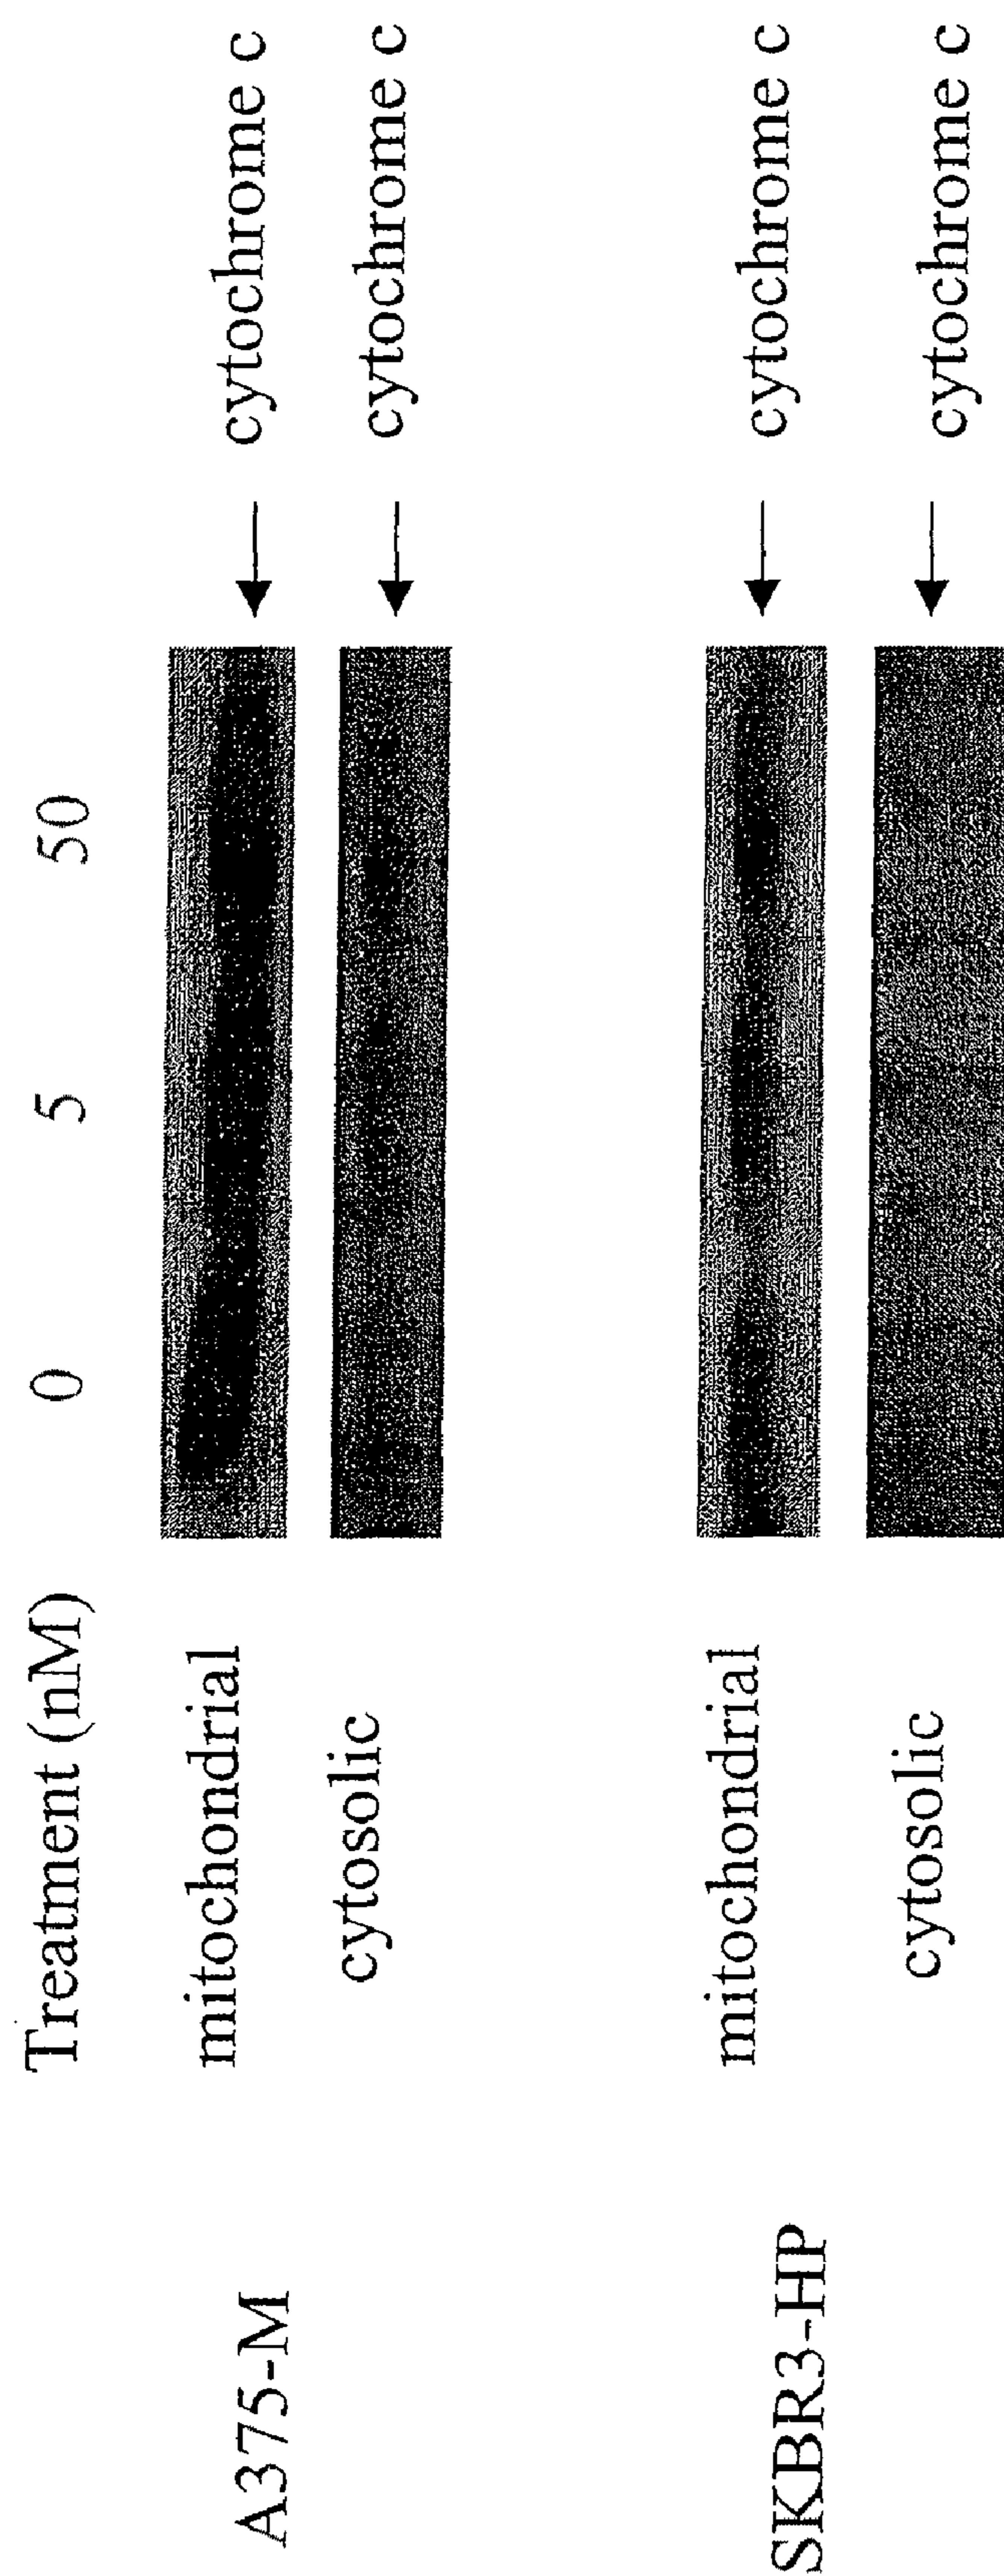 Treatment (nM) 0 5 50
A375-M mitochondrial cytochrome c
cytosolic cytochrome c
SKBR3-HP mitochondrial cytochrome c
cytosolic cytochrome c